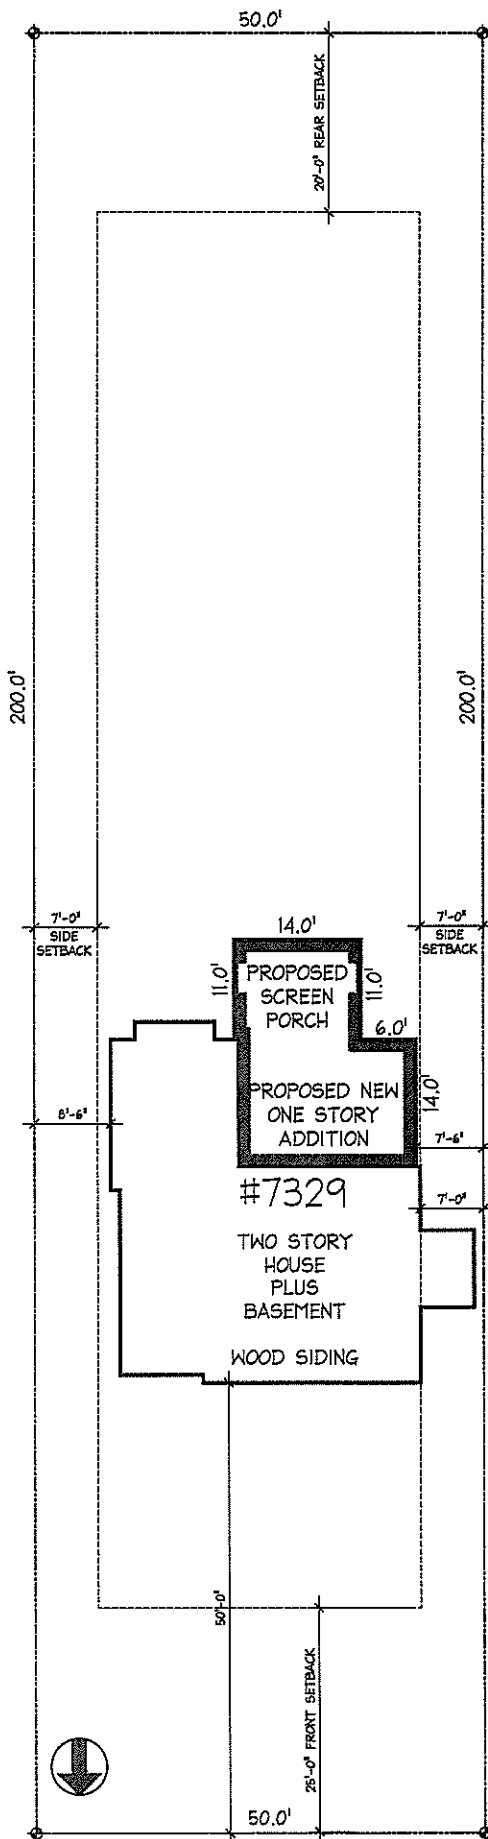 50.0'
20'-0" REAR SETBACK
200.0'
200.0'
7'-0"
SIDE
SETBACK
7'-0"
SIDE
SETBACK
14.0'
11.0'
11.0'
PROPOSED
SCREEN
PORCH
6.0'
14.0'
PROPOSED NEW
ONE STORY
ADDITION
8'-6"
7'-6"
7'-0"
#7329
TWO STORY
HOUSE
PLUS
BASEMENT
WOOD SIDING
50'-0"
25'-0" FRONT SETBACK
50.0'